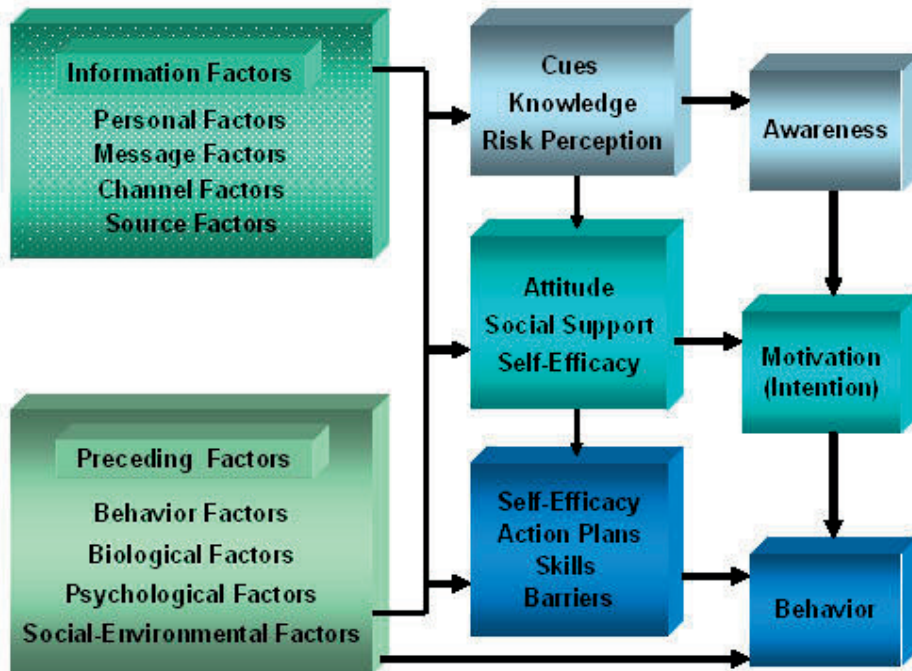 Information Factors
Personal Factors
Message Factors
Channel Factors
Source Factors
Preceding Factors
Behavior Factors
Biological Factors
Psychological Factors
Social-Environmental Factors
Cues
Knowledge
Risk Perception
Attitude
Social Support
Self-Efficacy
Self-Efficacy
Action Plans
Skills
Barriers
Awareness
Motivation
(Intention)
Behavior